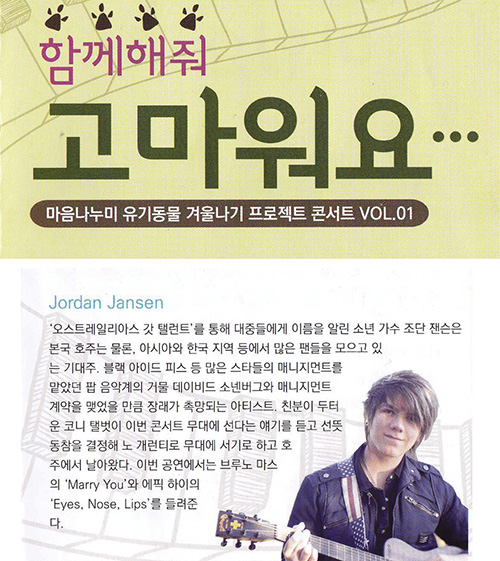 함께해줘
고마워요...
마음나누미 유기동물 겨울나기 프로젝트 콘서트 VOL.01
Jordan Jansen
‘오스트레일리아스 갓 탤런트’를 통해 대중들에게 이름을 알린 소년 가수 조단 잰슨은
본국 호주는 물론, 아시아와 한국 지역 등에서 많은 팬들을 모으고 있
는 기대주. 블랙 아이드 피스 등 많은 스타들의 매니지먼트를
맡았던 팝 음악계의 거물 데이비드 소넨버그와 매니지먼트
계약을 맺었을 만큼 장래가 촉망되는 아티스트. 친분이 두터
운 코니 탤벗이 이번 콘서트 무대에 선다는 얘기를 듣고 선뜻
동참을 결정해 노 개런티로 무대에 서기로 하고 호
주에서 날아왔다. 이번 공연에서는 브루노 마스
의 ‘Marry You’와 에픽 하이의
‘Eyes, Nose, Lips’를 들려준
다.